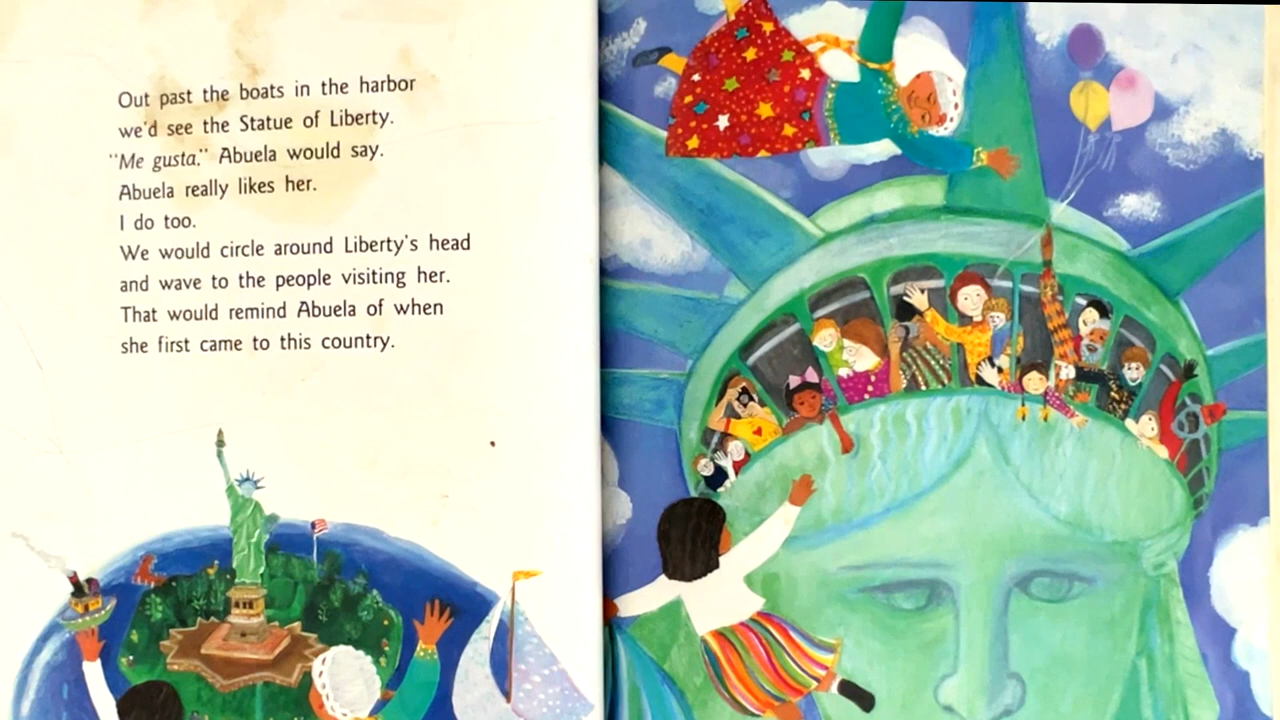 Out past the boats in the harbor
we'd see the Statue of Liberty.
"Me gusta," Abuela would say.
Abuela really likes her.
I do too.
We would circle around Liberty's head
and wave to the people visiting her.
That would remind Abuela of when
she first came to this country.